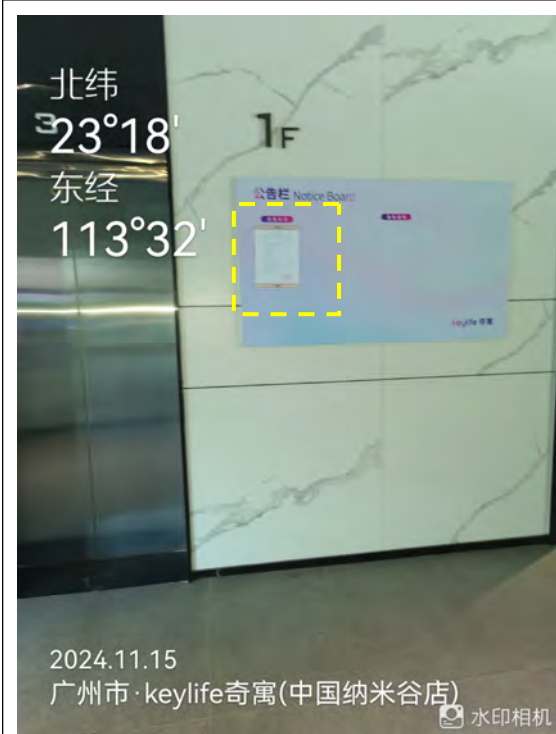 北纬
3
23°18'
1F
东经
公告栏 Notice Board
113°32'
keylife 奇寓
2024.11.15
广州市·keylife奇寓(中国纳米谷店)
水印相机